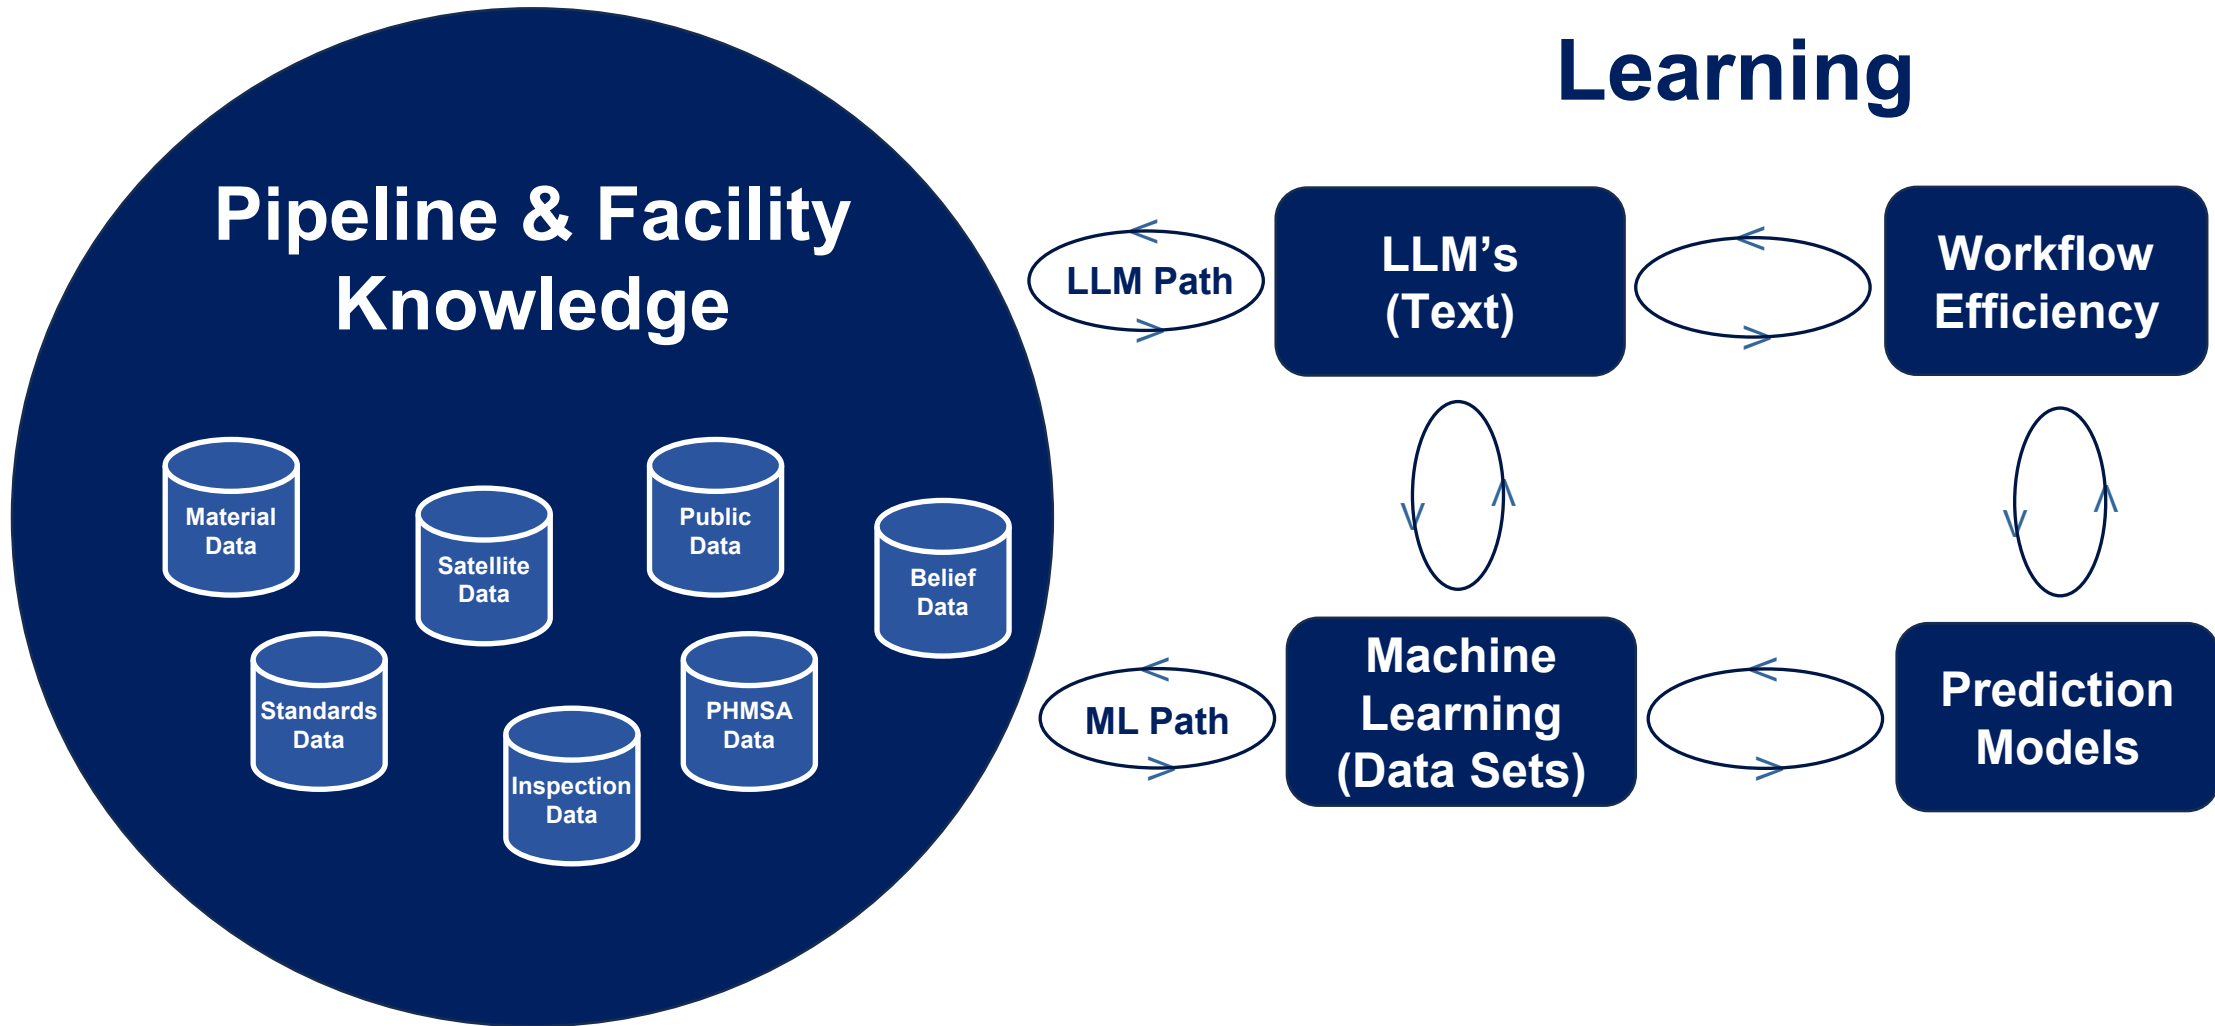 Learning
Pipeline & Facility
Knowledge
LLM Path
LLM’s
(Text)
Workflow
Efficiency
Material
Data
Satellite
Data
Public
Data
Belief
Data
Standards
Data
Inspection
Data
PHMSA
Data
ML Path
Machine
Learning
(Data Sets)
Prediction
Models